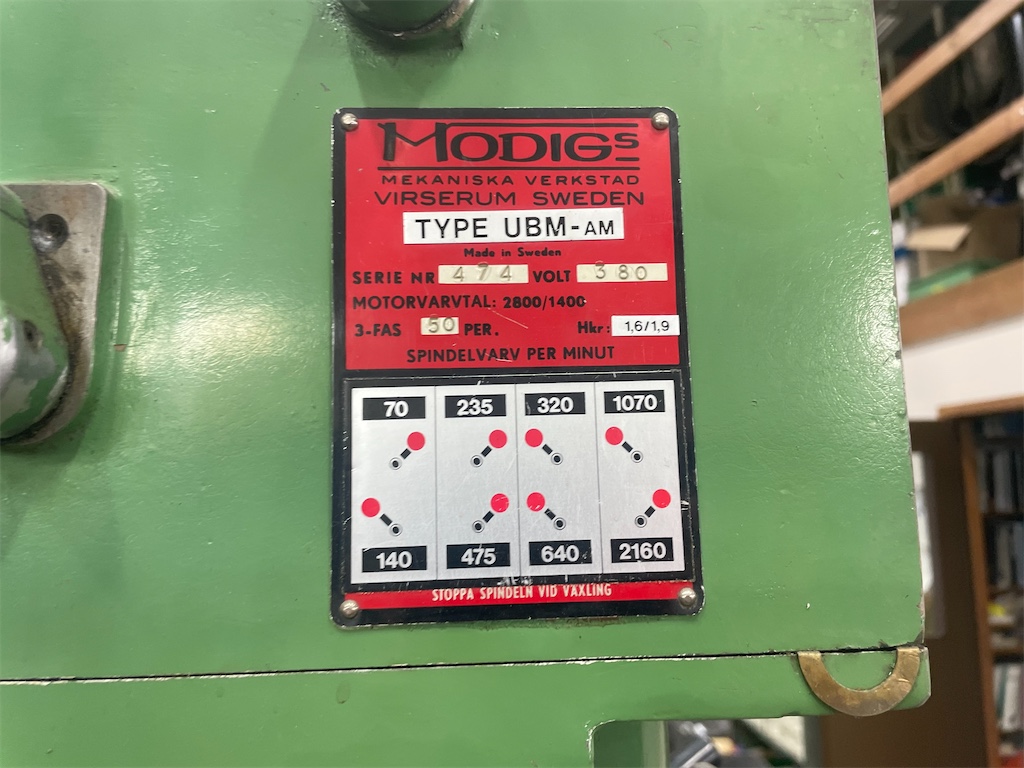 MODIGS
MEKANISKA VERKSTAD
VIRSERUM SWEDEN
TYPE UBM-AM
Made in Sweden
SERIE NR 474 VOLT 380
MOTORVARVTAL: 2800/1400
3-FAS 50 PER. Hkr: 1,6/1,9
SPINDELVARV PER MINUT
70 235 320 1070
140 475 640 2160
STOPPA SPINDELN VID VÄXLING